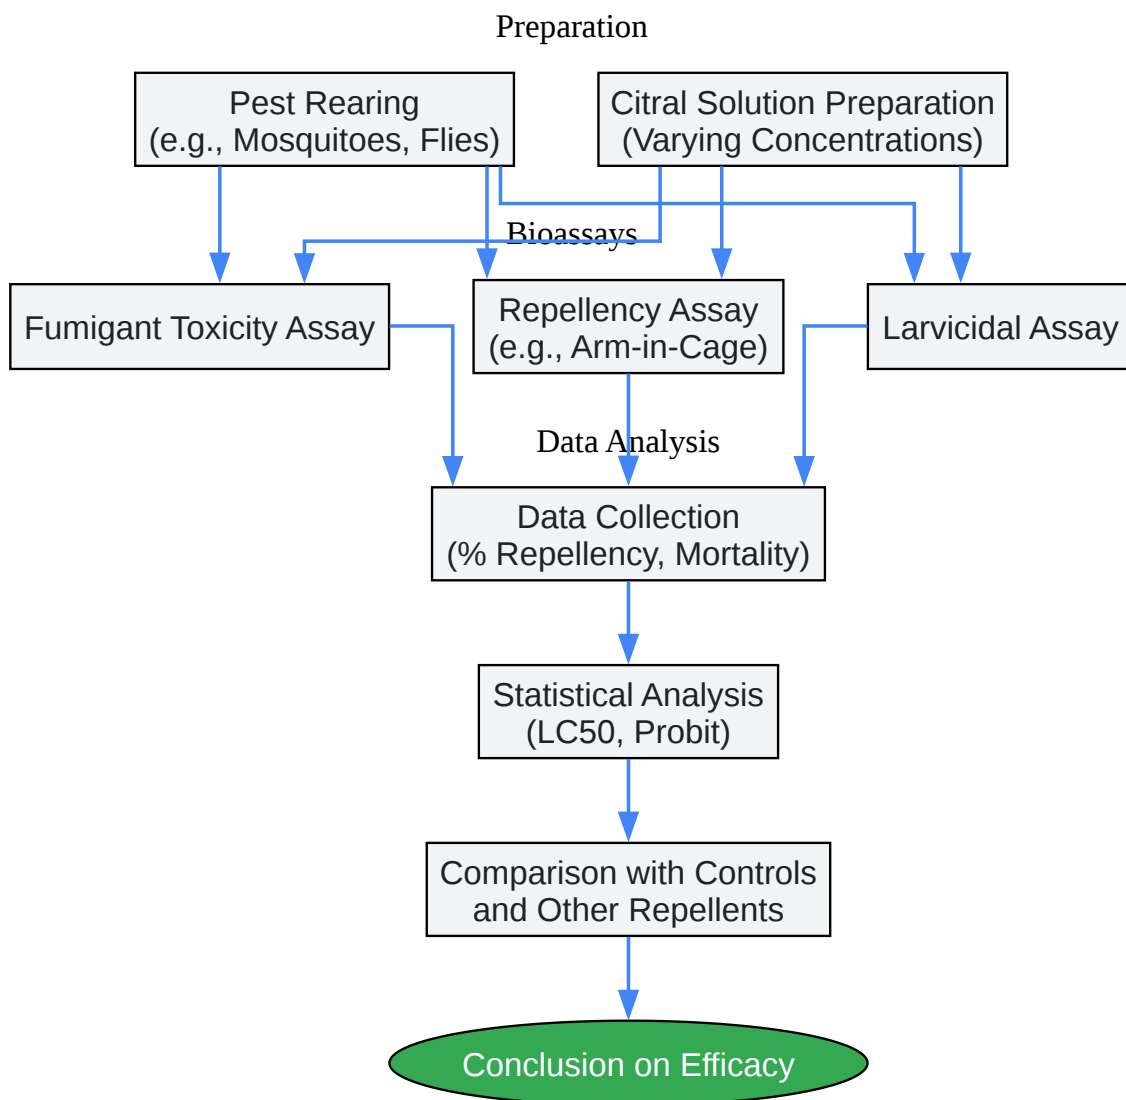 Preparation
Pest Rearing
(e.g., Mosquitoes, Flies)
Citral Solution Preparation
(Varying Concentrations)
Bioassays
Fumigant Toxicity Assay
Repellency Assay
(e.g., Arm-in-Cage)
Larvicidal Assay
Data Analysis
Data Collection
(% Repellency, Mortality)
Statistical Analysis
(LC50, Probit)
Comparison with Controls
and Other Repellents
Conclusion on Efficacy